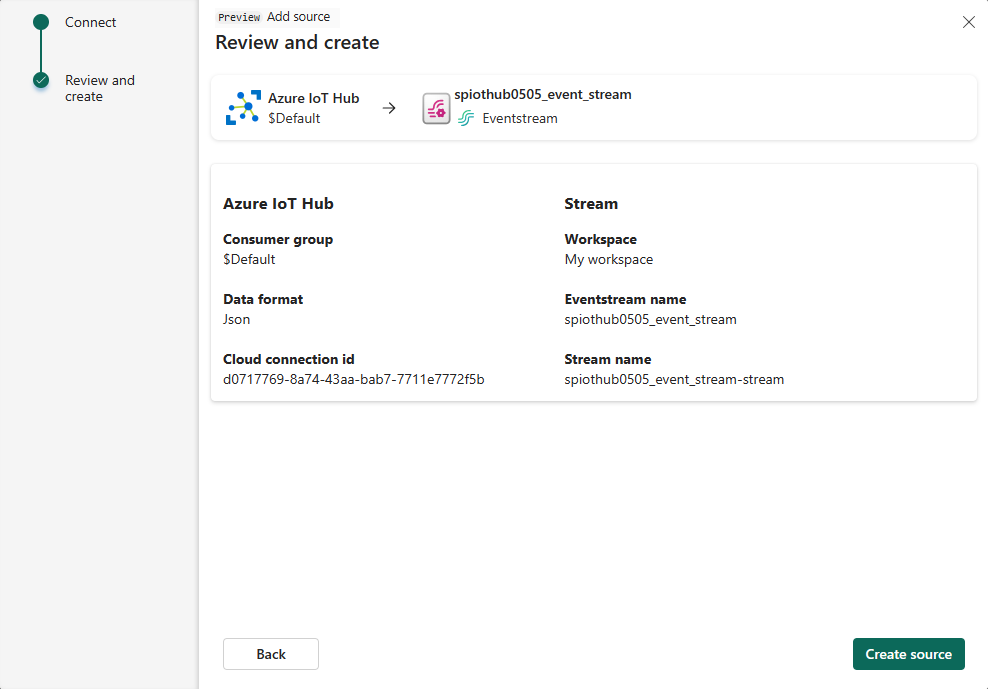 Connect
Review and
create
Preview Add source
Review and create
Azure IoT Hub
$Default
spiothub0505_event_stream
Eventstream
Azure IoT Hub
Consumer group
$Default
Data format
Json
Cloud connection id
d0717769-8a74-43aa-bab7-7711e7772f5b
Stream
Workspace
My workspace
Eventstream name
spiothub0505_event_stream
Stream name
spiothub0505_event_stream-stream
Back
Create source